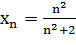 xₙ = n²/(n²+2)